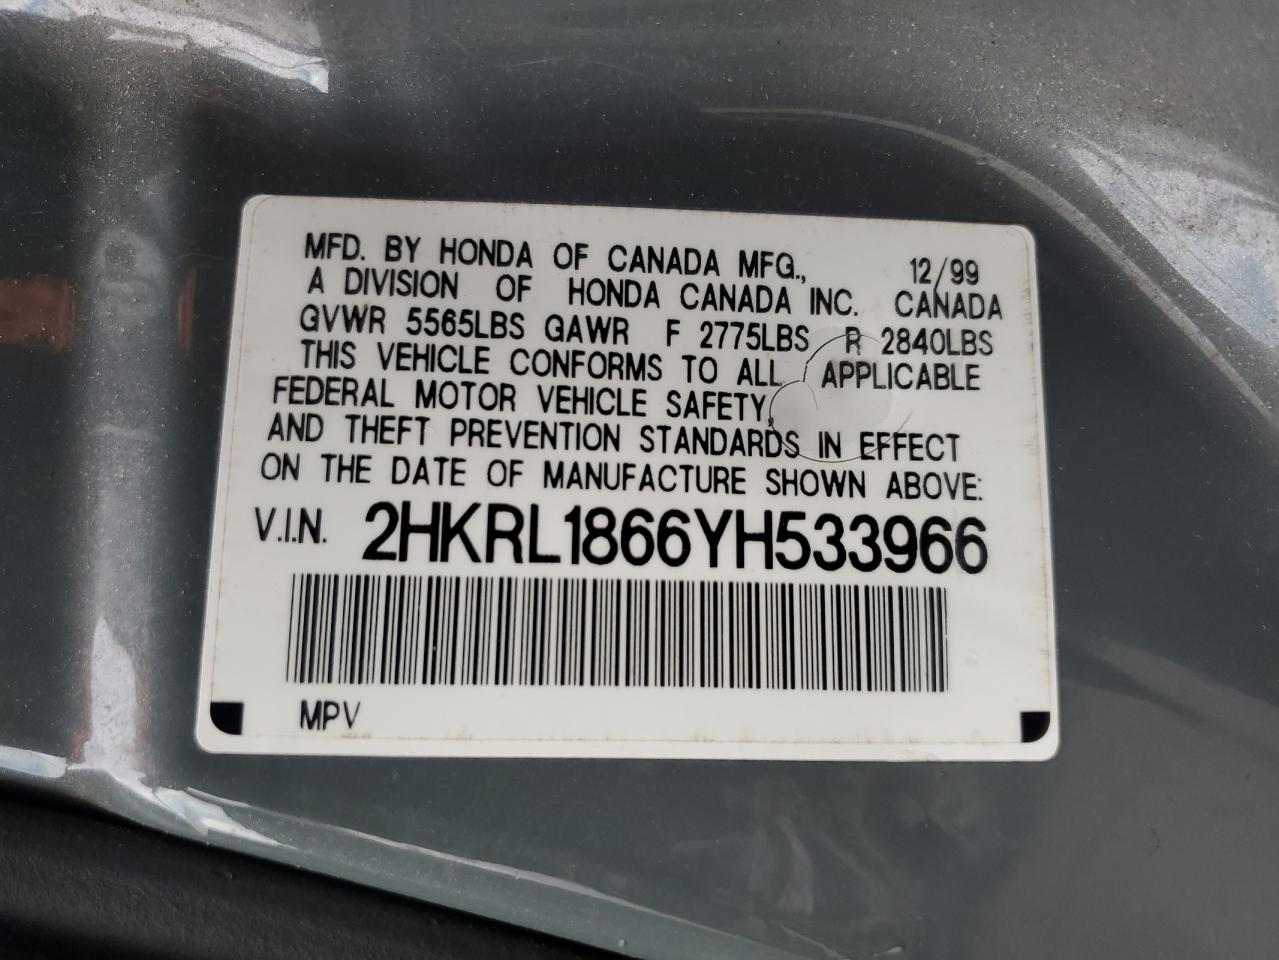 MFD. BY HONDA OF CANADA MFG., 12/99
A DIVISION OF HONDA CANADA INC. CANADA
GVWR 5565LBS GAWR F 2775LBS R 2840LBS
THIS VEHICLE CONFORMS TO ALL APPLICABLE
FEDERAL MOTOR VEHICLE SAFETY
AND THEFT PREVENTION STANDARDS IN EFFECT
ON THE DATE OF MANUFACTURE SHOWN ABOVE:
V.I.N. 2HKRL1866YH533966
MPV